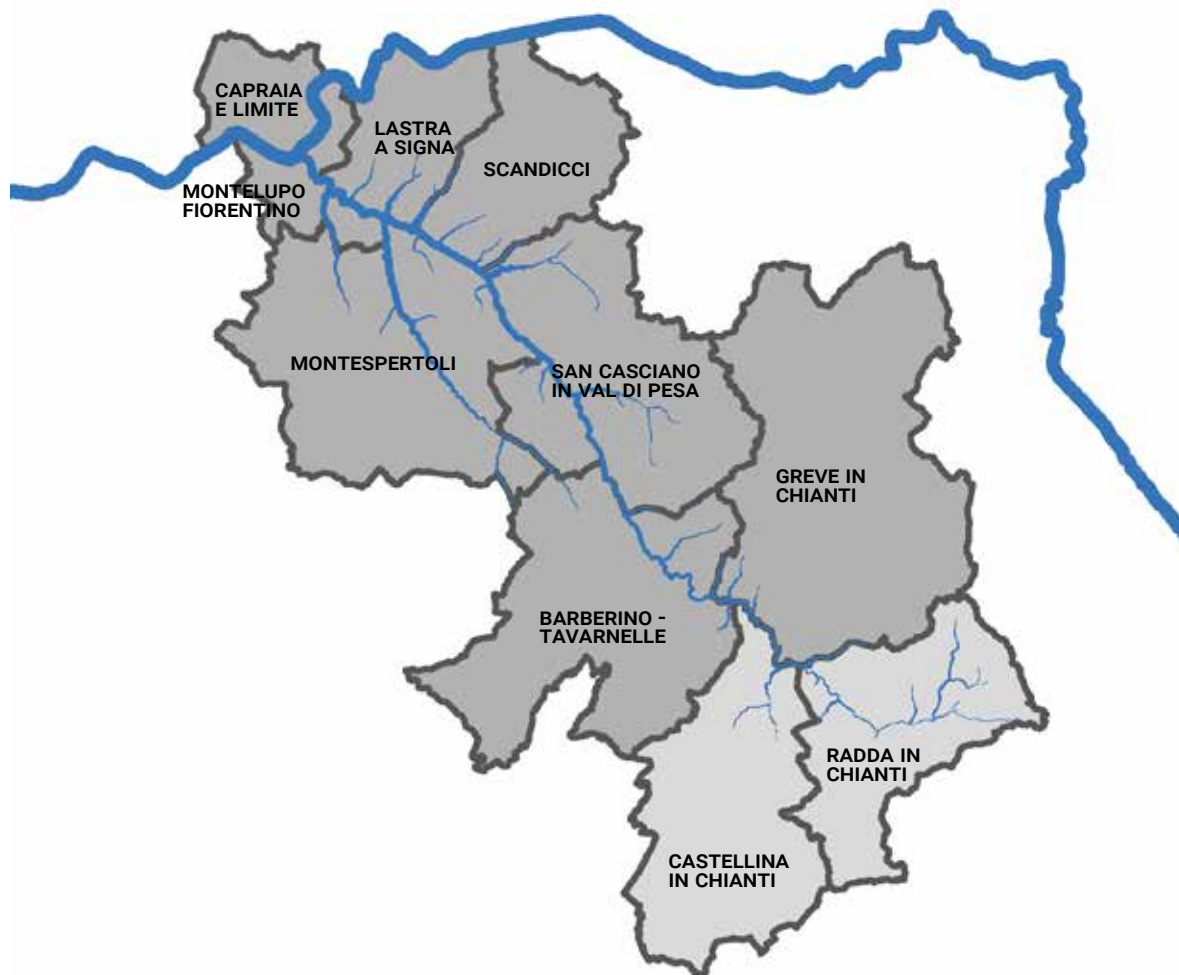 CAPRAIA
E LIMITE
LASTRA
A SIGNA
SCANDICCI
MONTELUPO
FIORENTINO
MONTESPERTOLI
SAN CASCIANO
IN VAL DI PESA
GREVE IN
CHIANTI
BARBERINO -
TAVARNELLE
RADDA IN
CHIANTI
CASTELLINA
IN CHIANTI